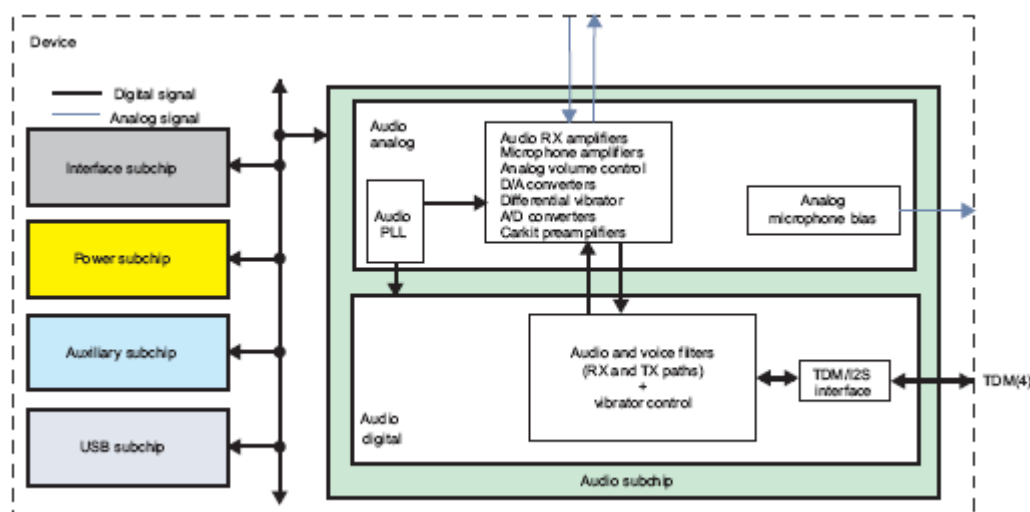 Device
Digital signal
Analog signal
Interface subchip
Power subchip
Auxiliary subchip
USB subchip
Audio
analog
Audio
PLL
Audio RX amplifiers
Microphone amplifiers
Analog volume control
D/A converters
Differential vibrator
A/D converters
Carkit preamplifiers
Analog
microphone bias
Audio and voice filters
(RX and TX paths)
+
vibrator control
TDM/I2S
interface
TDM(4)
Audio
digital
Audio subchip